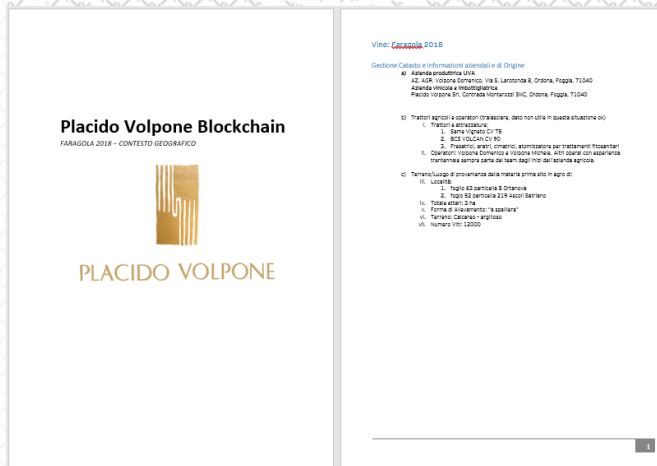 Placido Volpone Blockchain
FARAGOLA 2018 – CONTESTO GEOGRAFICO
PLACIDO VOLPONE
Vino: Faragola 2018
Gestione Catasto e Informazioni aziendali e di Origine
a) Azienda produttrice UVA
AZ. AGR. Volpone Domenico, Via S. Larotonda 8, Ordona, Foggia, 71040
Azienda vinicola e Imbottigliatrice
Placido Volpone Srl, Contrada Monterozzi SNC, Ordona, Foggia, 71040
b) Trattori agricoli e operatori (tralasciare, dato non utile in questa situazione ok)
i. Trattori e attrezzature:
1. Same Vigneto CV 75
2. BCS VOLCAN CV 90
3. Fresatrici, aratri, cimatrici, atomizzatore per trattamenti fitosanitari
ii. Operatori: Volpone Domenico e Volpone Michele. Altri operai con esperienza
trentennale sempre parte del team dagli inizi dell'azienda agricola.
c) Terreno/Luogo di provenienza della materia prima sito in agro di:
iii. Località:
1. foglio 63 particella 5 Ortanova
2. fogio 52 particella 219 Ascoli Satriano
iv. Totale ettari: 3 ha
v. Forma di Allevamento: "a spalliera"
vi. Terreno: Calcareo – argilloso
vii. Numero Viti: 12000
1